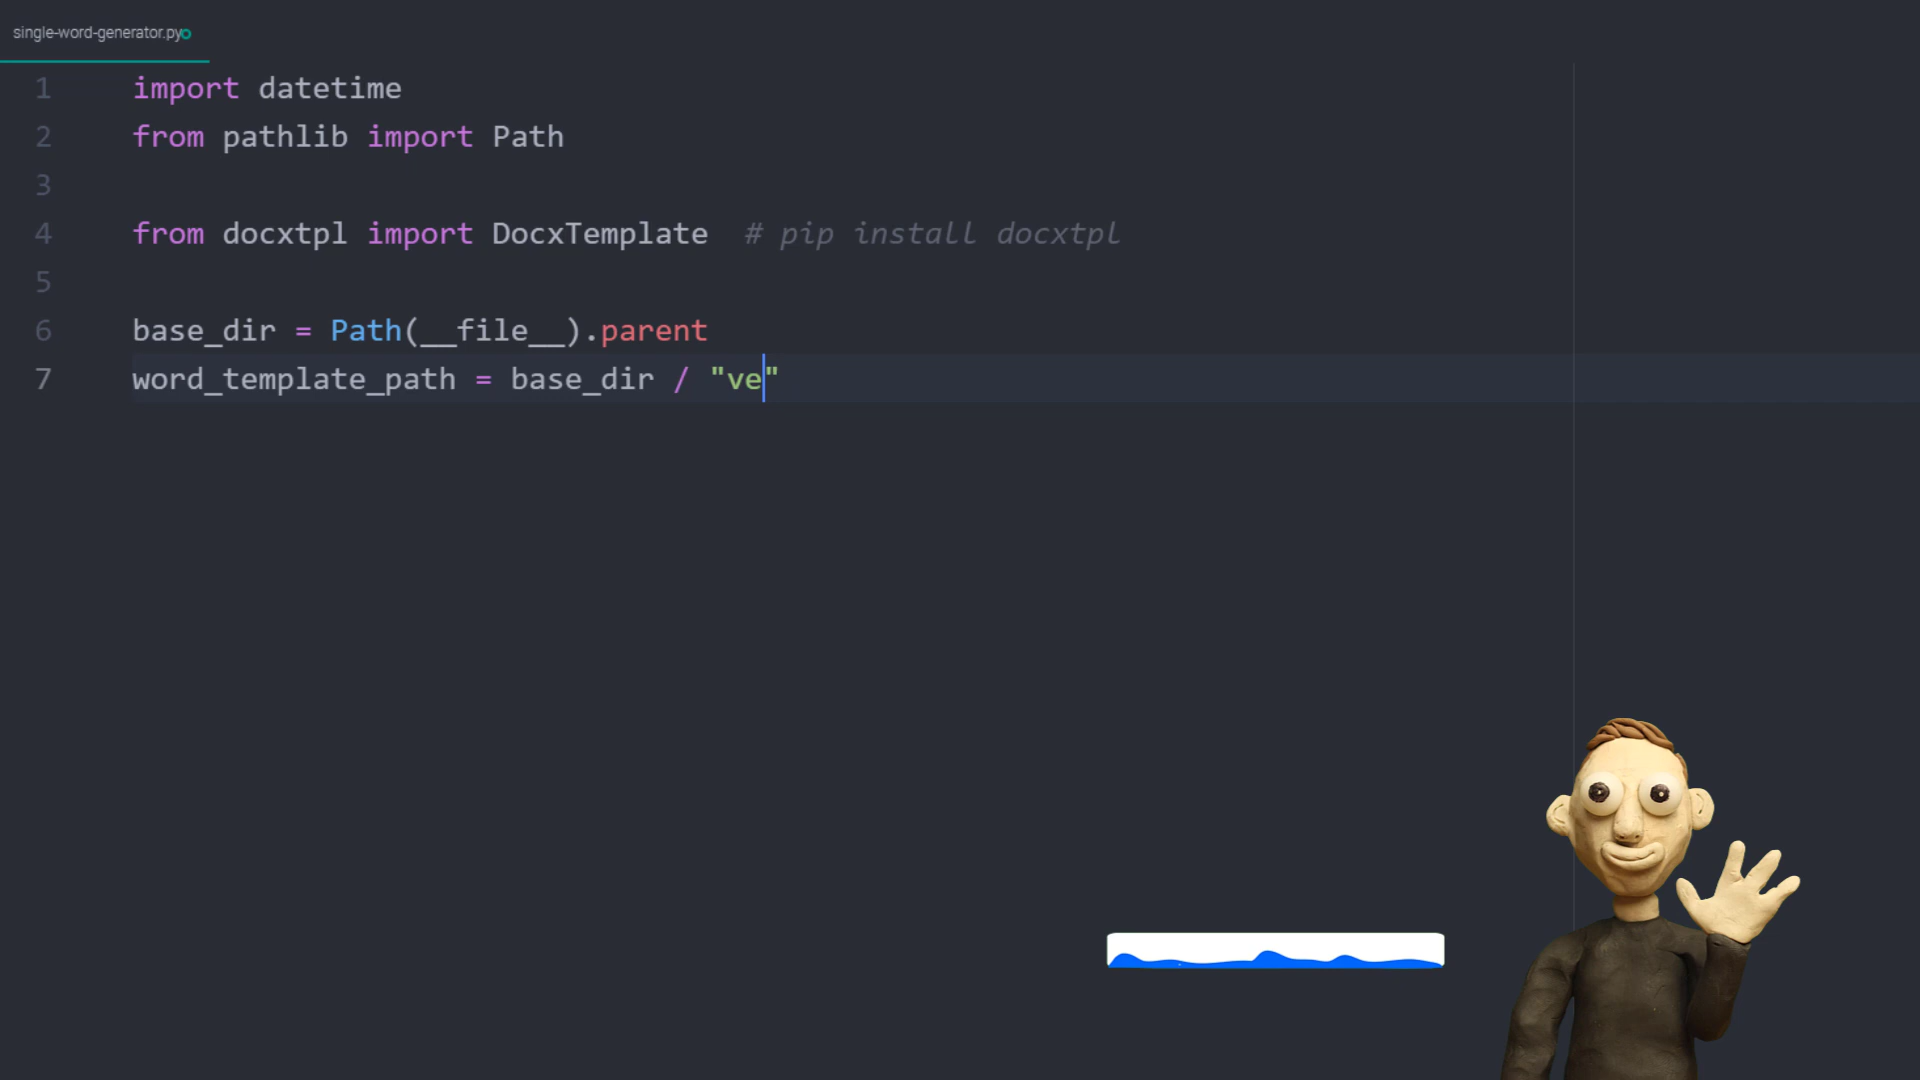 single-word-generator.py
1 import datetime
2 from pathlib import Path
3
4 from docxtpl import DocxTemplate  # pip install docxtpl
5
6 base_dir = Path(__file__).parent
7 word_template_path = base_dir / "ve"